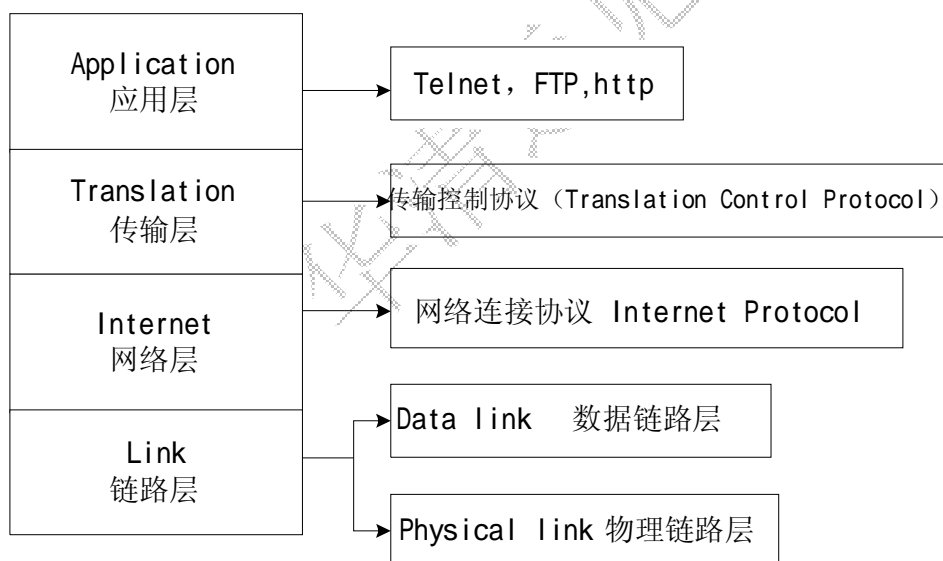 Application
应用层
Telnet，FTP,http
Translation
传输层
传输控制协议（Translation Control Protocol）
Internet
网络层
网络连接协议 Internet Protocol
Link
链路层
Data link 数据链路层
Physical link 物理链路层